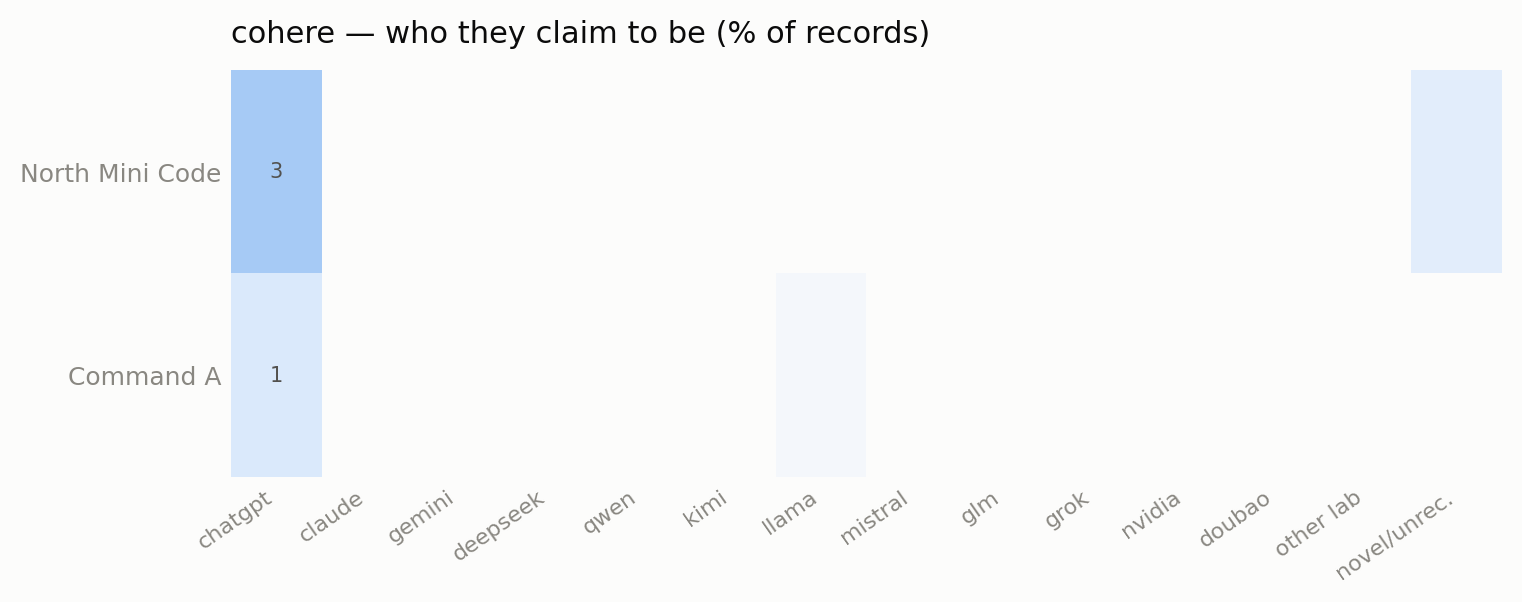 cohere — who they claim to be (% of records)
North Mini Code
3
Command A
1
chatgpt
claude
gemini
deepseek
qwen
kimi
llama
mistral
glm
grok
nvidia
doubao
other lab
novel/unrec.